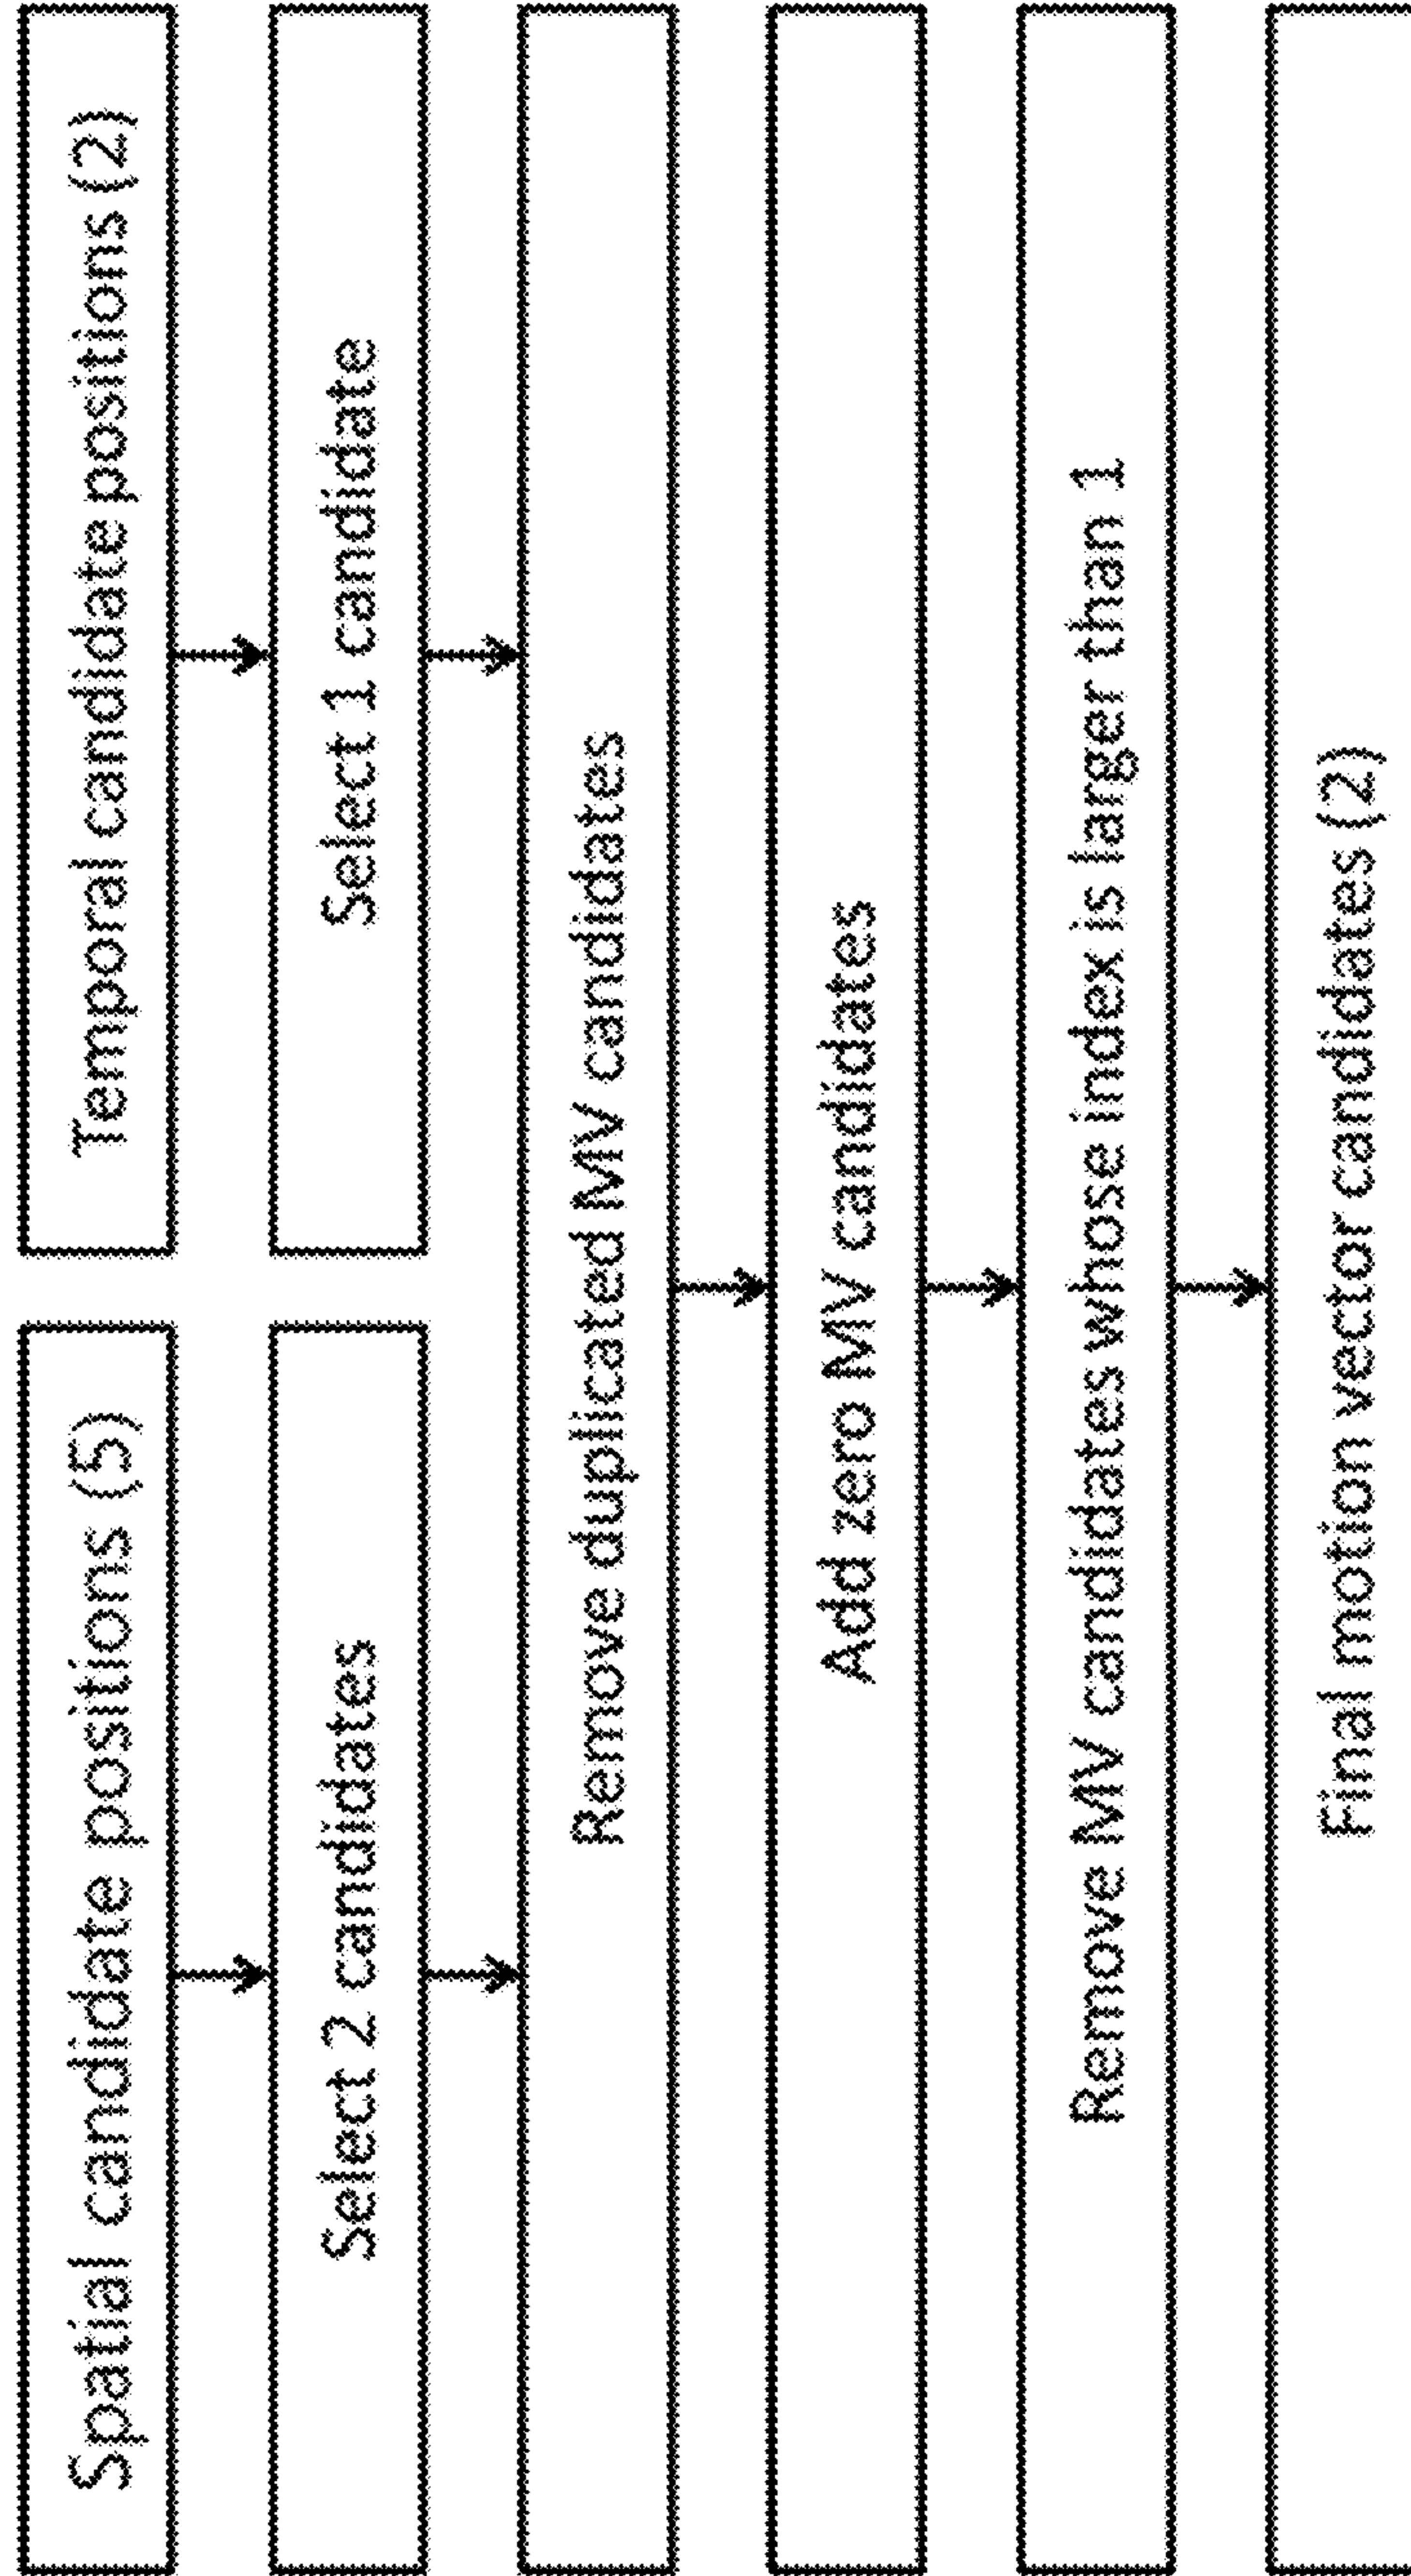 Spatial candidate positions (5)
Temporal candidate positions (2)
Select 2 candidates
Select 1 candidate
Remove duplicated MV candidates
Add zero MV candidates
Remove MV candidates whose index is larger than 1
Final motion vector candidates (2)